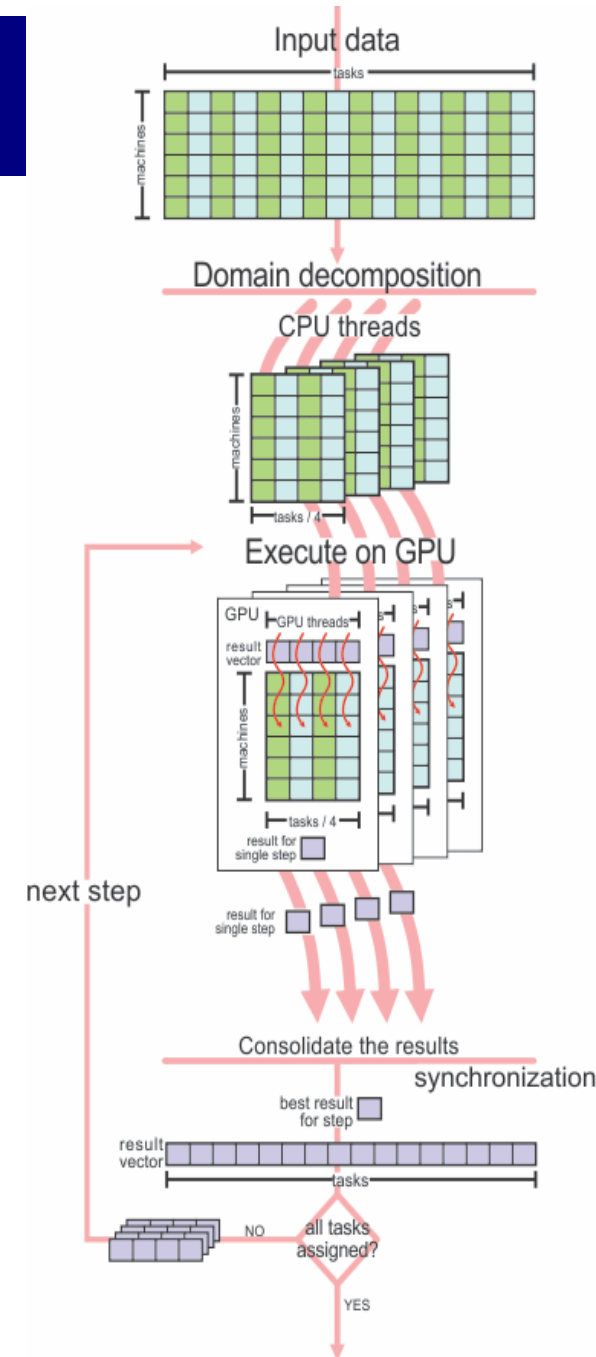 Input data
tasks
machines
Domain decomposition
CPU threads
machines
tasks / 4
Execute on GPU
GPU
GPU threads
s
s
s
result
vector
machines
tasks / 4
result for
single step
next step
result for
single step
Consolidate the results
synchronization
best result
for step
result
vector
tasks
all tasks
assigned?
NO
YES